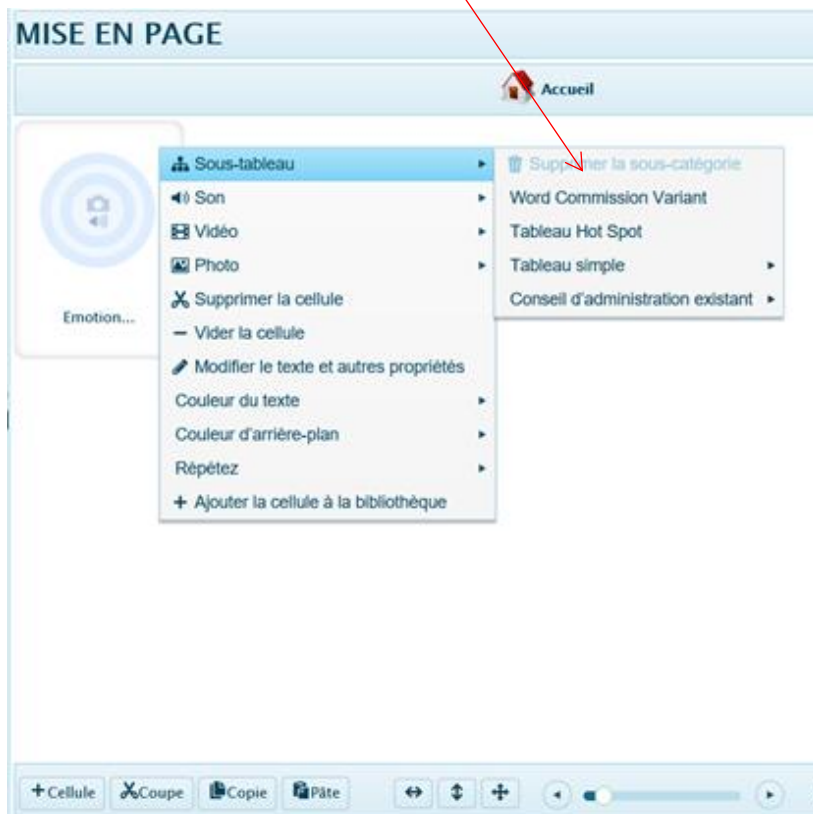 MISE EN PAGE
Accueil
Emotion...
Sous-tableau
Son
Vidéo
Photo
Supprimer la cellule
Vider la cellule
Modifier le texte et autres propriétés
Couleur du texte
Couleur d'arrière-plan
Répétez
+ Ajouter la cellule à la bibliothèque
Supprimer la sous-catégorie
Word Commission Variant
Tableau Hot Spot
Tableau simple
Conseil d'administration existant
+Cellule Coupe Copie Pâte